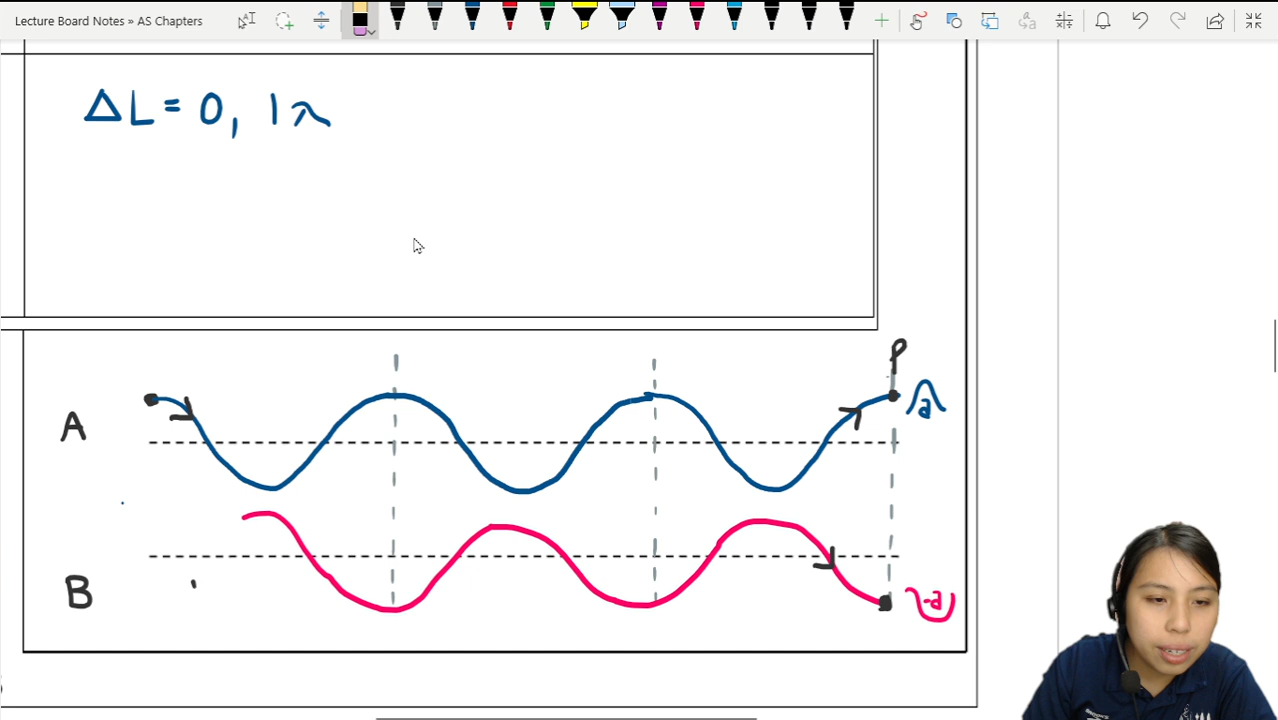 Lecture Board Notes » AS Chapters
ΔL = 0, 1λ
P
A
a
B
-a